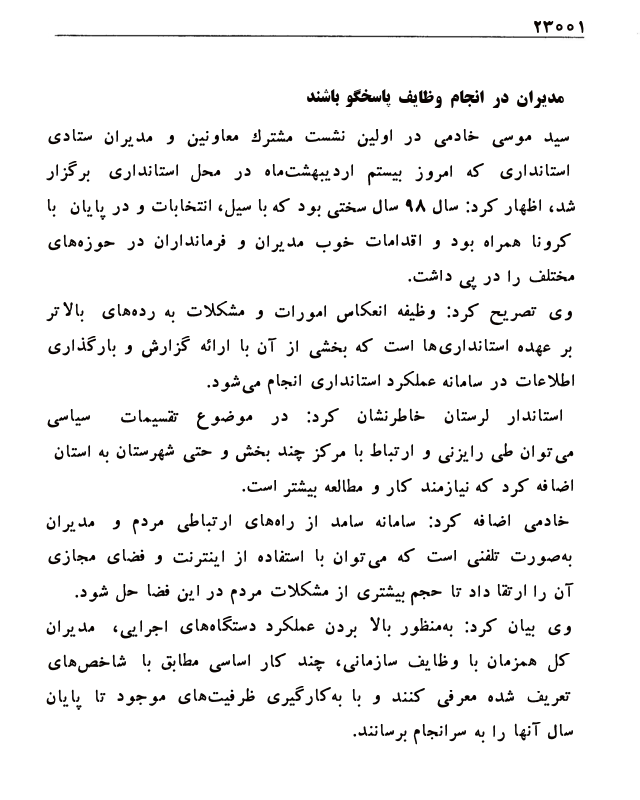 ۲۳۰۰۱
مدیران در انجام وظایف پاسخگو باشند
سید موسی خادمی در اولین نشست مشترك معاونین و مدیران ستادی
استانداری که امروز بیستم اردیبهشت‌ماه در محل استانداری برگزار
شد، اظهار کرد: سال ۹۸ سال سختی بود که با سیل، انتخابات و در پایان با
کرونا همراه بود و اقدامات خوب مدیران و فرمانداران در حوزه‌های
مختلف را در پی داشت.
وی تصریح کرد: وظیفه انعکاس امورات و مشکلات به رده‌های بالاتر
بر عهده استانداری‌ها است که بخشی از آن با ارائه گزارش و بارگذاری
اطلاعات در سامانه عملکرد استانداری انجام می‌شود.
استاندار لرستان خاطرنشان کرد: در موضوع تقسیمات سیاسی
می‌توان طی رایزنی و ارتباط با مرکز چند بخش و حتی شهرستان به استان
اضافه کرد که نیازمند کار و مطالعه بیشتر است.
خادمی اضافه کرد: سامانه سامد از راه‌های ارتباطی مردم و مدیران
به‌صورت تلفنی است که می‌توان با استفاده از اینترنت و فضای مجازی
آن را ارتقا داد تا حجم بیشتری از مشکلات مردم در این فضا حل شود.
وی بیان کرد: به‌منظور بالا بردن عملکرد دستگاه‌های اجرایی، مدیران
کل همزمان با وظایف سازمانی، چند کار اساسی مطابق با شاخص‌های
تعریف شده معرفی کنند و با به‌کارگیری ظرفیت‌های موجود تا پایان
سال آنها را به سرانجام برسانند.